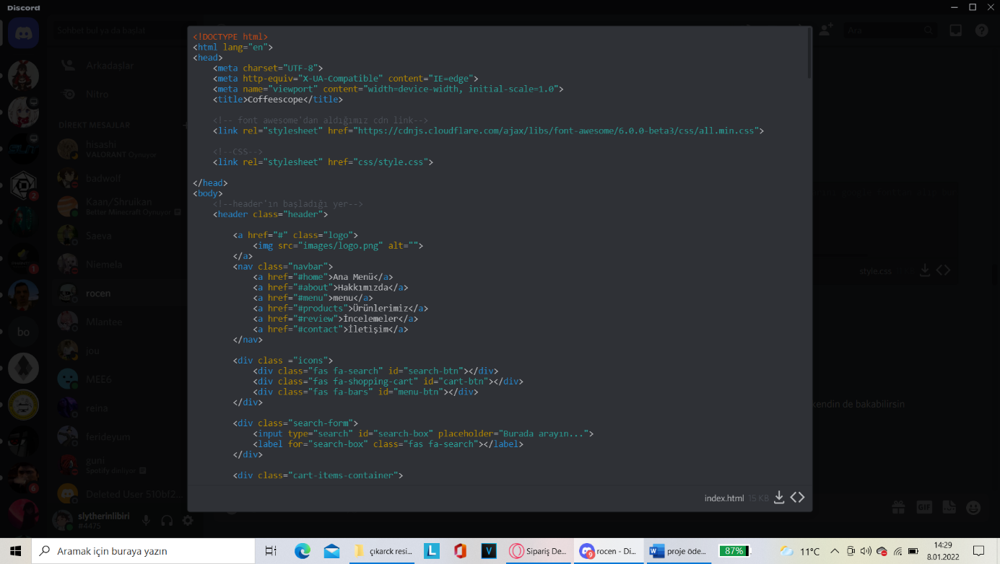 Discord
Sohbet bul ya da başlat
Ara
Arkadaşlar
Nitro
DİREKT MESAJLAR
hisashi
VALORANT Oynuyor
badwolf
Kaan/Shruikan
Better Minecraft Oynuyor
Saeva
Niemela
rocen
Miantee
jou
MEE6
reina
ferideyum
guni
Spotify dinliyor
Deleted User 510bf2...
slytherinlibiri
#4475
2
1
bo
6
<!DOCTYPE html>
<html lang="en">
<head>
<meta charset="UTF-8">
<meta http-equiv="X-UA-Compatible" content="IE=edge">
<meta name="viewport" content="width=device-width, initial-scale=1.0">
<title>Coffeescope</title>
<!-- font awesome'dan aldığımız cdn link-->
<link rel="stylesheet" href="https://cdnjs.cloudflare.com/ajax/libs/font-awesome/6.0.0-beta3/css/all.min.css">
<!--CSS-->
<link rel="stylesheet" href="css/style.css">
</head>
<body>
<!--header'ın başladığı yer-->
<header class="header">
<a href="#" class="logo">
<img src="images/logo.png" alt="">
</a>
<nav class="navbar">
<a href="#home">Ana Menü</a>
<a href="#about">Hakkımızda</a>
<a href="#menu">menu</a>
<a href="#products">Ürünlerimiz</a>
<a href="#review">İncelemeler</a>
<a href="#contact">İletişim</a>
</nav>
<div class ="icons">
<div class="fas fa-search" id="search-btn"></div>
<div class="fas fa-shopping-cart" id="cart-btn"></div>
<div class="fas fa-bars" id="menu-btn"></div>
</div>
<div class="search-form">
<input type="search" id="search-box" placeholder="Burada arayın...">
<label for="search-box" class="fas fa-search"></label>
</div>
<div class="cart-items-container">
index.html 15 KB
style.css
kendin de bakabilirsin
GIF
Aramak için buraya yazın
çıkarck resi...
L
V
Sipariş De...
9
rocen - Di...
proje öde...
87%
11°C
14:29
8.01.2022